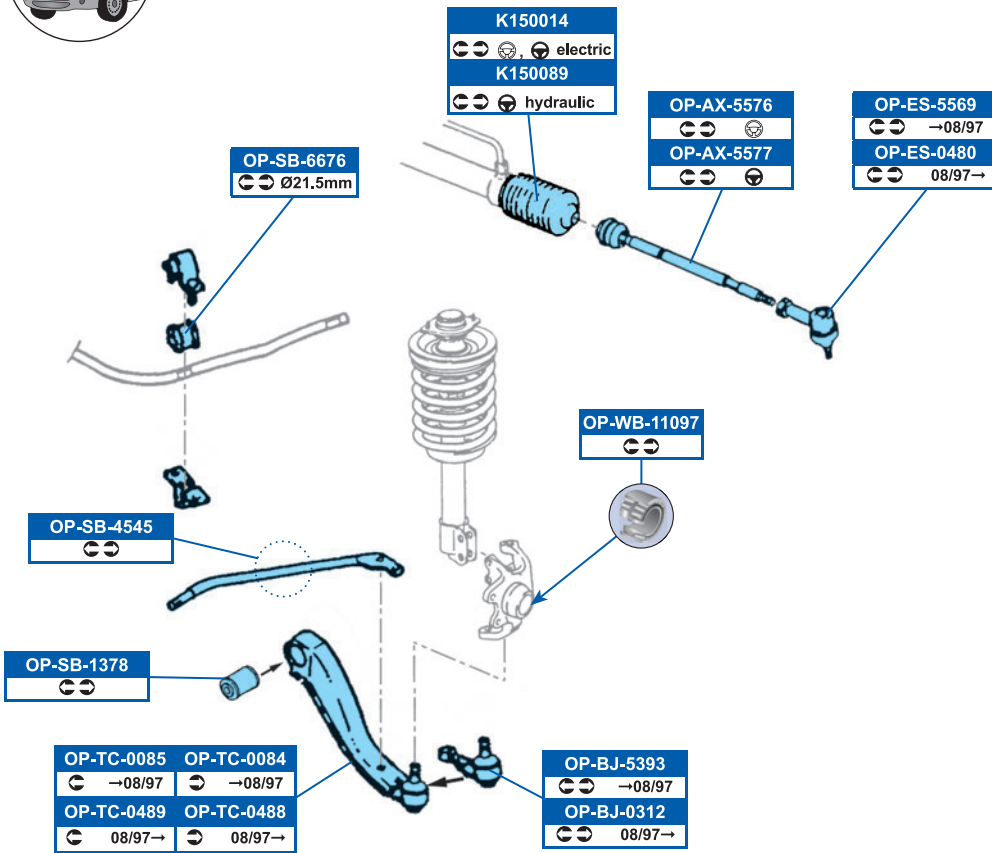 K150014
, electric
K150089
hydraulic
OP-AX-5576
OP-AX-5577
OP-ES-5569
→08/97
OP-ES-0480
08/97→
OP-SB-6676
Ø21.5mm
OP-WB-11097
OP-SB-4545
OP-SB-1378
OP-TC-0085 OP-TC-0084
→08/97 →08/97
OP-TC-0489 OP-TC-0488
08/97→ 08/97→
OP-BJ-5393
→08/97
OP-BJ-0312
08/97→